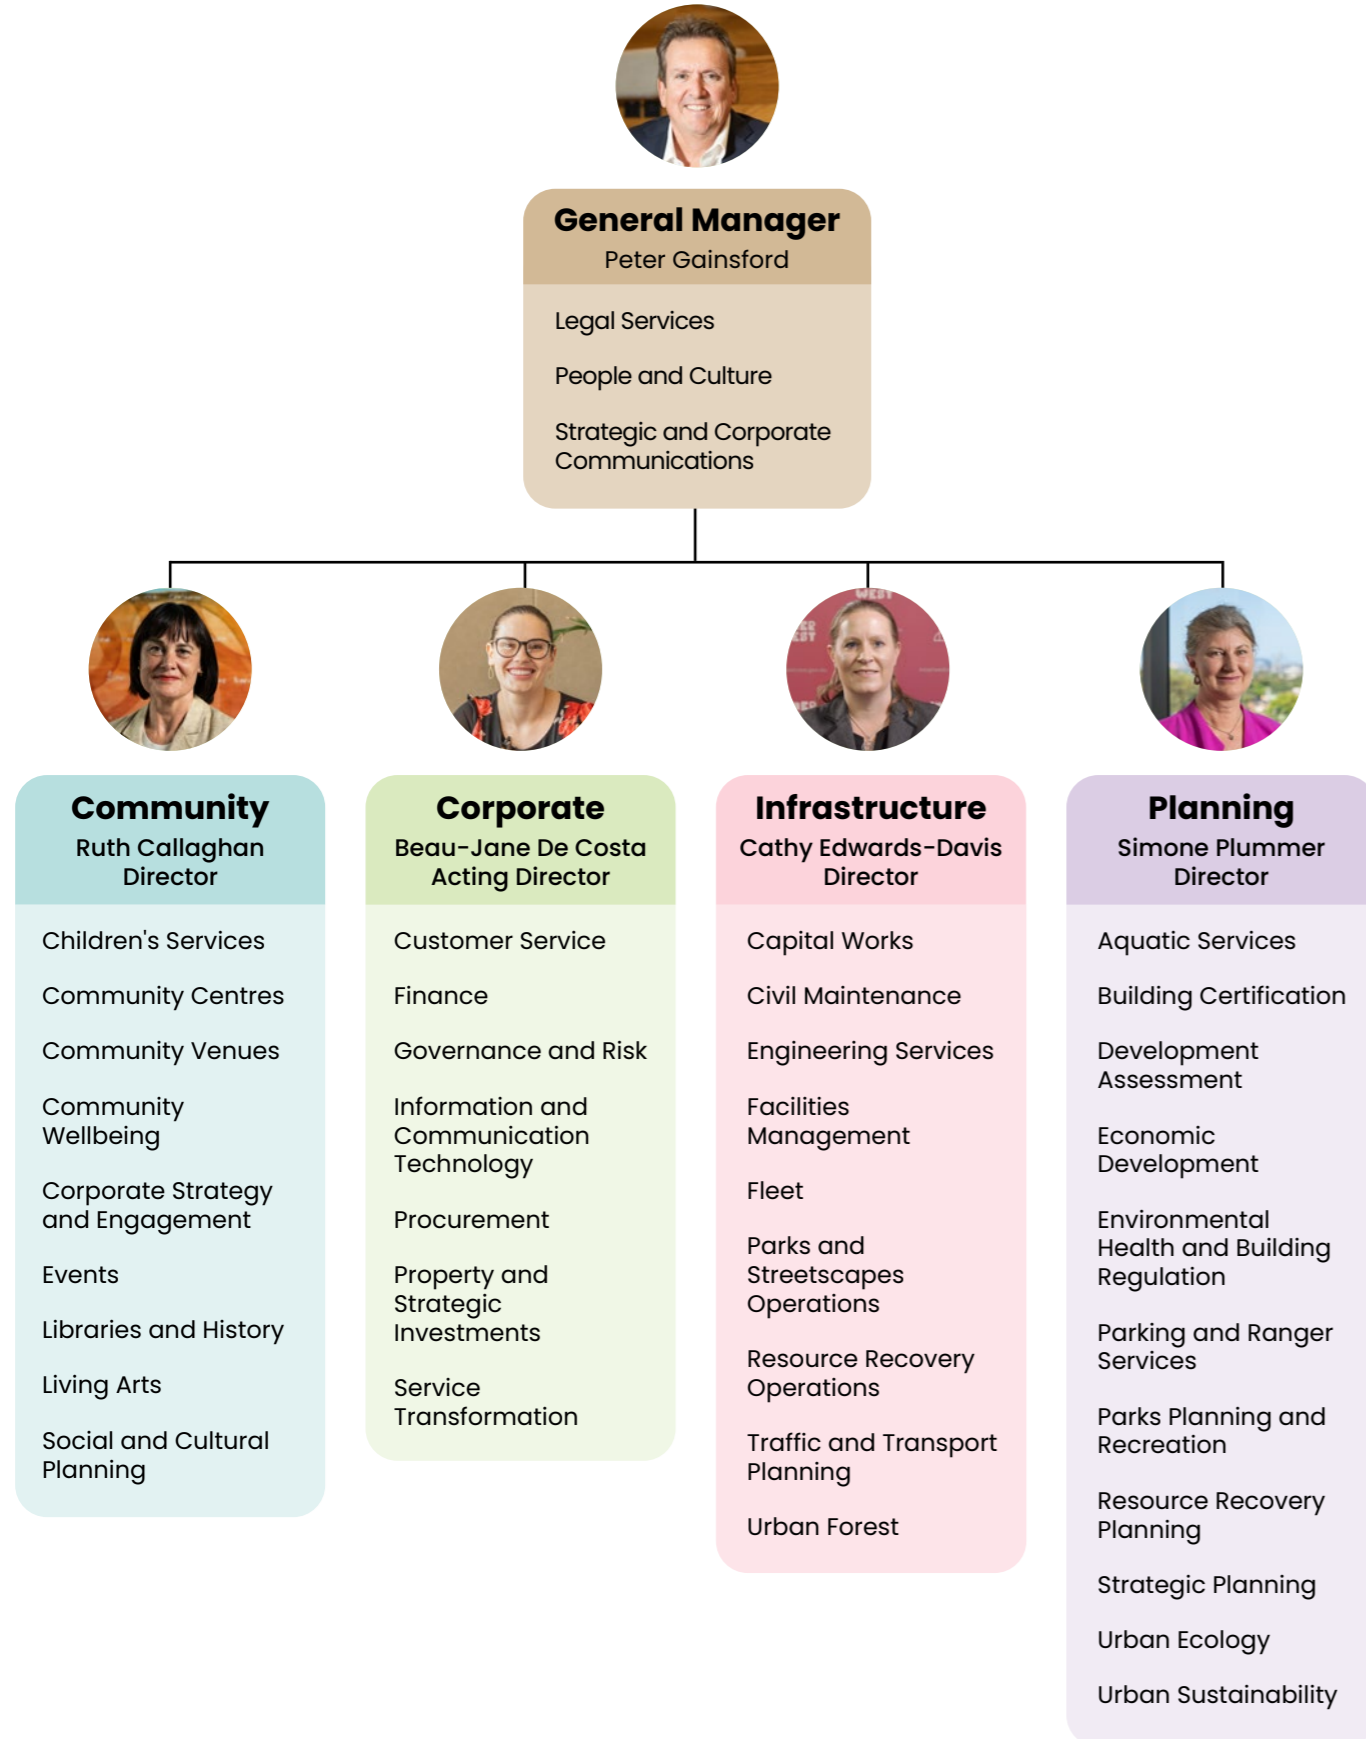 General Manager
Peter Gainsford
Legal Services
People and Culture
Strategic and Corporate
Communications
WEST
Community
Ruth Callaghan
Director
Children's Services
Community Centres
Community Venues
Community
Wellbeing
Corporate Strategy
and Engagement
Events
Libraries and History
Living Arts
Social and Cultural
Planning
Corporate
Beau-Jane De Costa
Acting Director
Customer Service
Finance
Governance and Risk
Information and
Communication
Technology
Procurement
Property and
Strategic
Investments
Service
Transformation
Infrastructure
Cathy Edwards-Davis
Director
Capital Works
Civil Maintenance
Engineering Services
Facilities
Management
Fleet
Parks and
Streetscapes
Operations
Resource Recovery
Operations
Traffic and Transport
Planning
Urban Forest
Planning
Simone Plummer
Director
Aquatic Services
Building Certification
Development
Assessment
Economic
Development
Environmental
Health and Building
Regulation
Parking and Ranger
Services
Parks Planning and
Recreation
Resource Recovery
Planning
Strategic Planning
Urban Ecology
Urban Sustainability